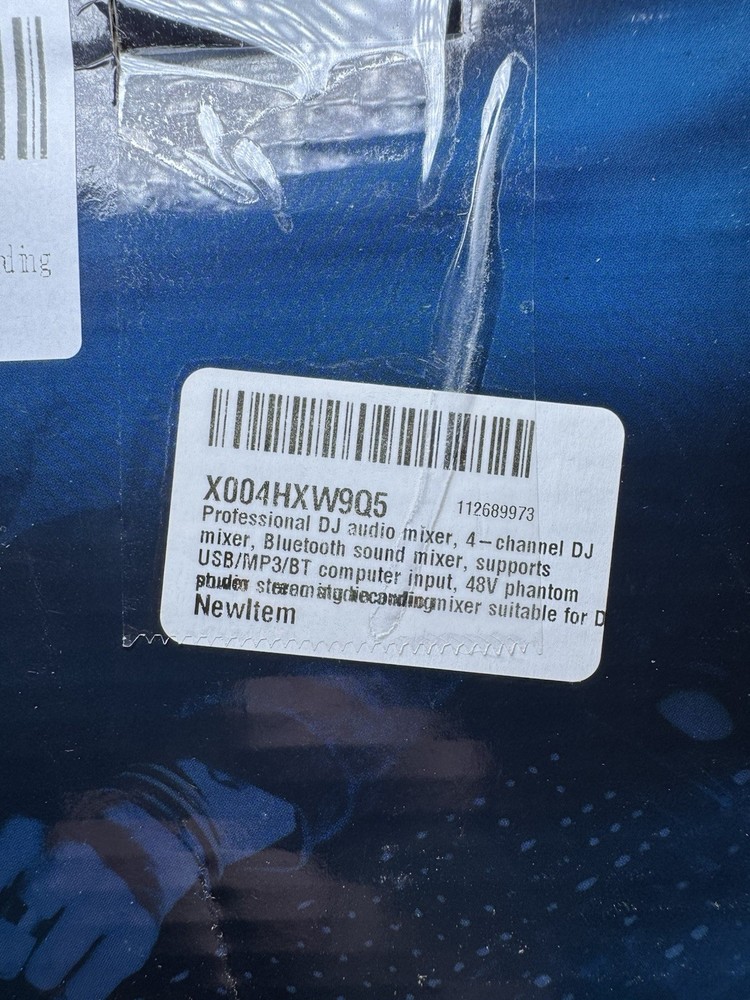 ding
X004HXW9Q5
112689973
Professional DJ audio mixer, 4-channel DJ
mixer, Bluetooth sound mixer, supports
USB/MP3/BT computer input, 48V phantom
mixer suitable for D
NewItem